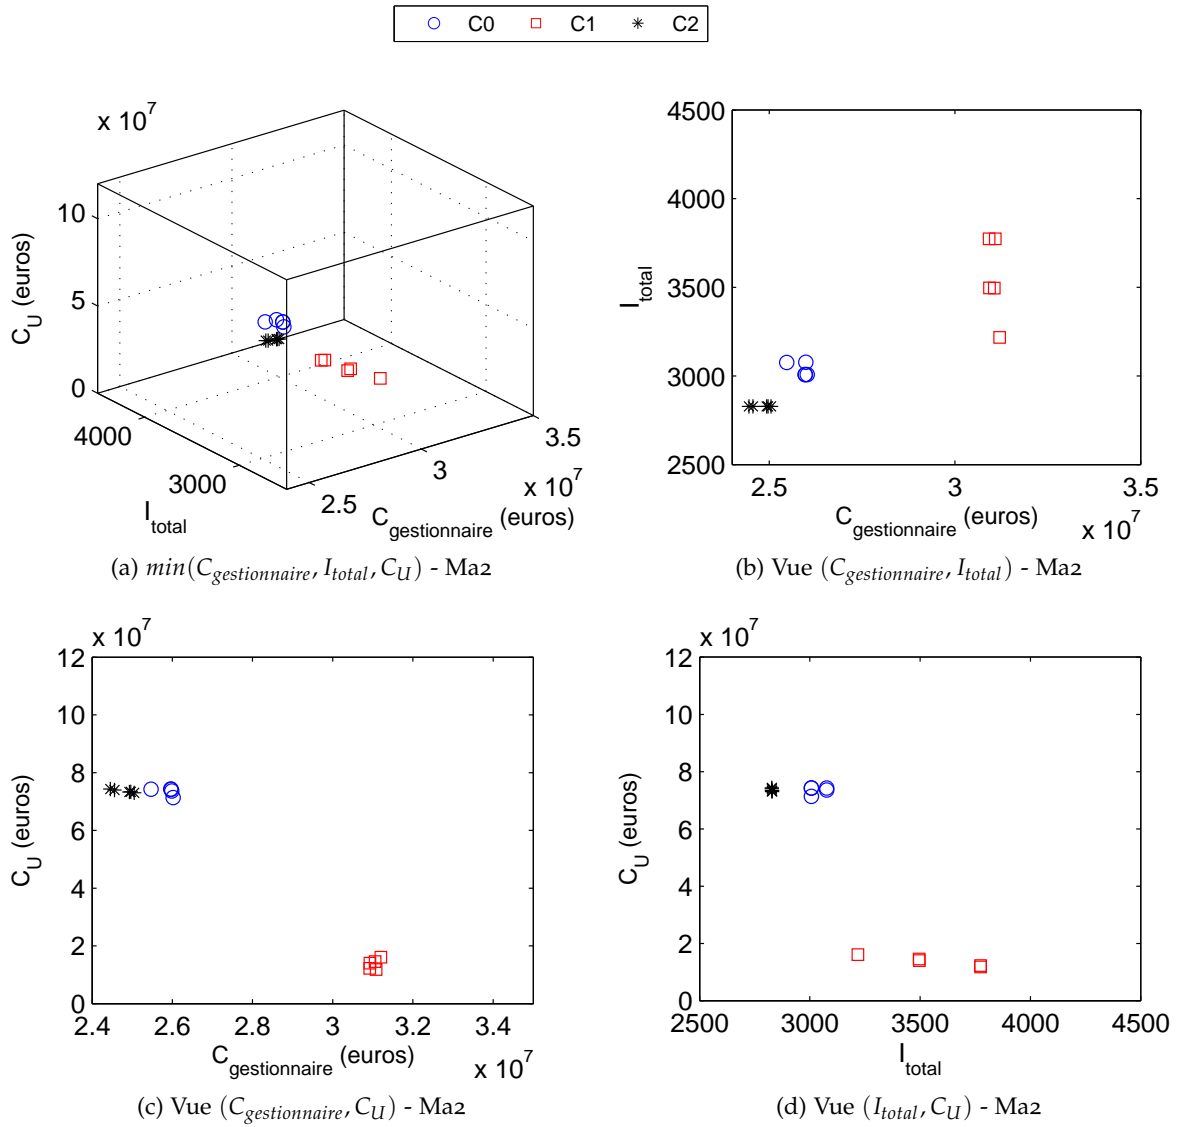 C0 C1 C2
x 10^7
10
5
0
C_U (euros)
4000
3000
I_total
2.5
3
3.5
x 10^7
C_gestionnaire (euros)
(a) min(C_gestionnaire, I_total, C_U) - Ma2
4500
4000
3500
3000
2500
I_total
2.5 3 3.5
C_gestionnaire (euros)
x 10^7
(b) Vue (C_gestionnaire, I_total) - Ma2
x 10^7
12
10
8
6
4
2
0
C_U (euros)
2.4 2.6 2.8 3 3.2 3.4
C_gestionnaire (euros)
x 10^7
(c) Vue (C_gestionnaire, C_U) - Ma2
x 10^7
12
10
8
6
4
2
0
C_U (euros)
2500 3000 3500 4000 4500
I_total
(d) Vue (I_total, C_U) - Ma2